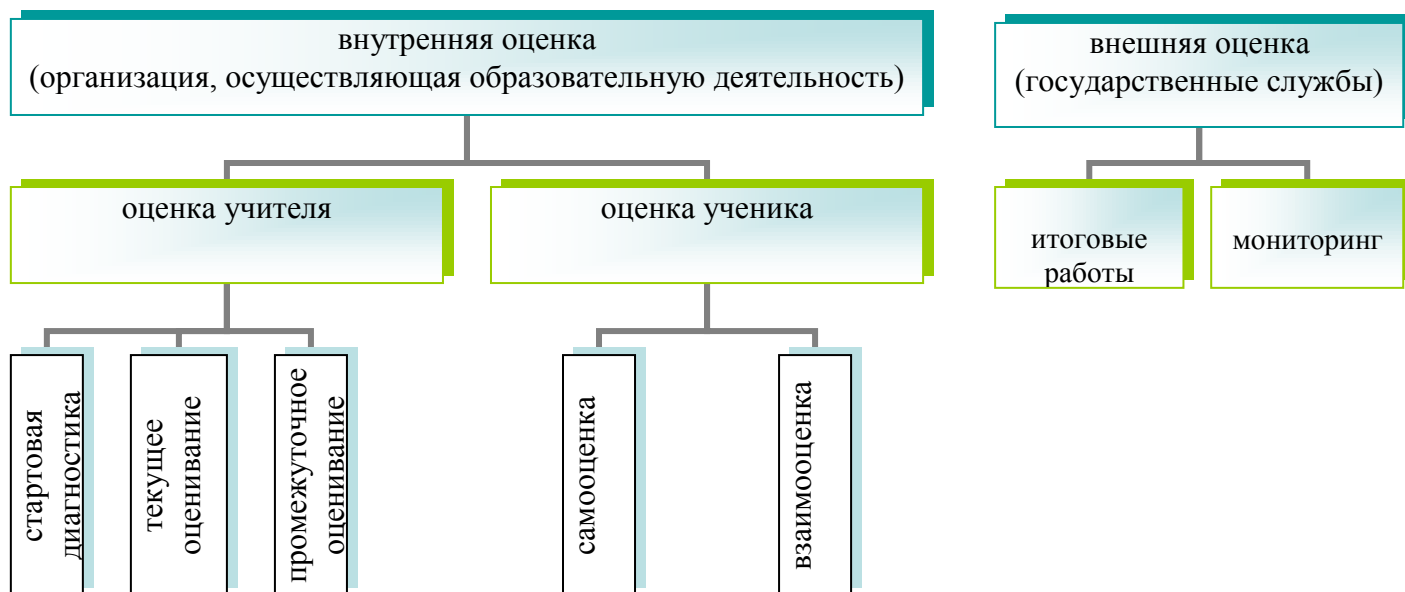 внутренняя оценка
(организация, осуществляющая образовательную деятельность)
внешняя оценка
(государственные службы)
оценка учителя
оценка ученика
итоговые
работы
мониторинг
стартовая
диагностика
текущее
оценивание
промежуточное
оценивание
самооценка
взаимооценка